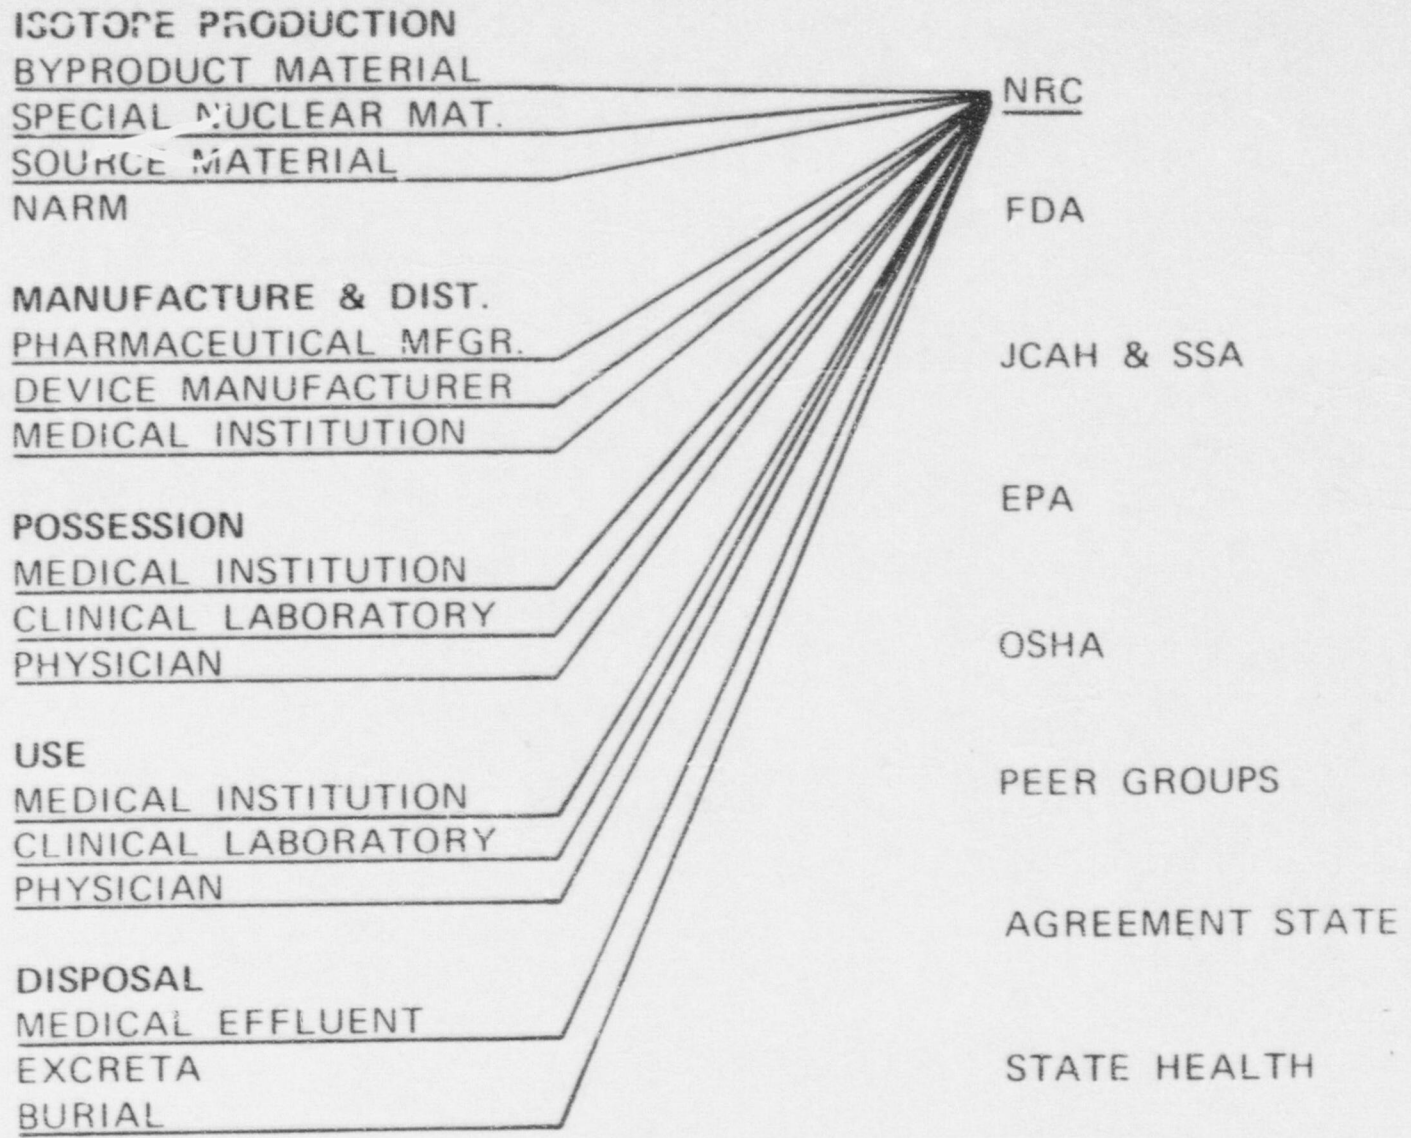 ISOTOPE PRODUCTION
BYPRODUCT MATERIAL
SPECIAL NUCLEAR MAT.
SOURCE MATERIAL
NARM
MANUFACTURE & DIST.
PHARMACEUTICAL MFGR.
DEVICE MANUFACTURER
MEDICAL INSTITUTION
POSSESSION
MEDICAL INSTITUTION
CLINICAL LABORATORY
PHYSICIAN
USE
MEDICAL INSTITUTION
CLINICAL LABORATORY
PHYSICIAN
DISPOSAL
MEDICAL EFFLUENT
EXCRETA
BURIAL
NRC
FDA
JCAH & SSA
EPA
OSHA
PEER GROUPS
AGREEMENT STATE
STATE HEALTH